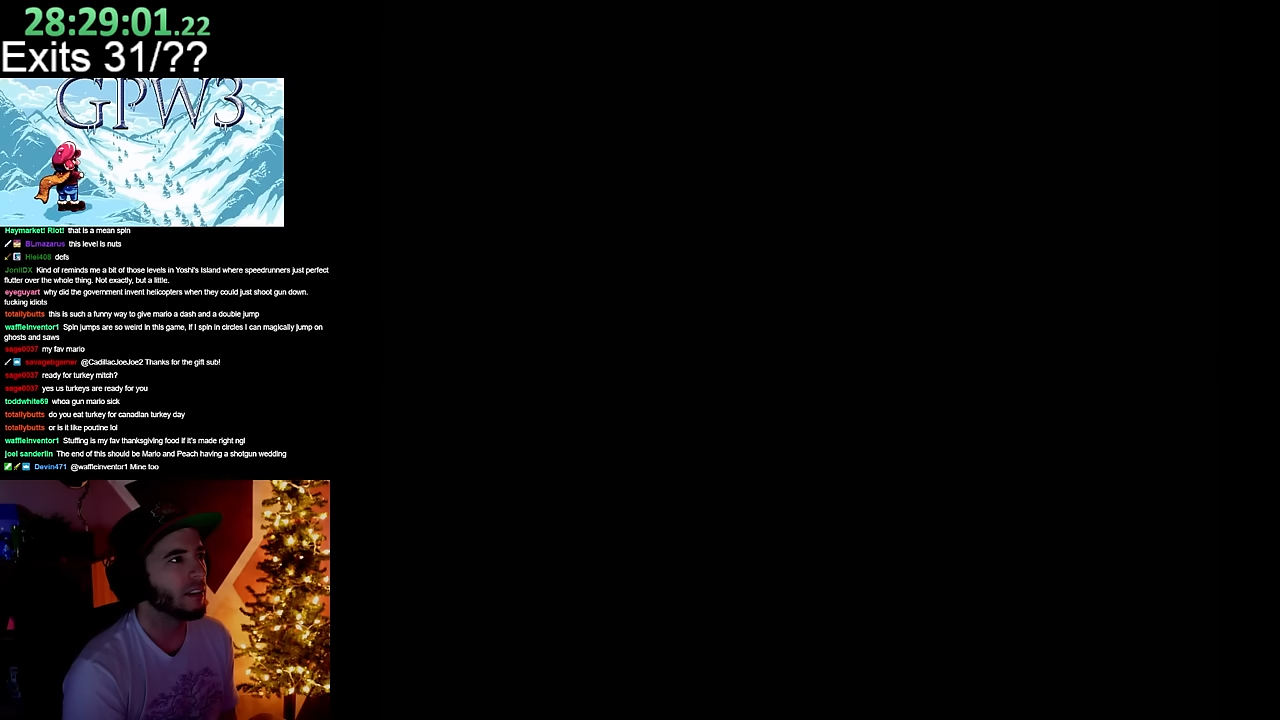 28:29:01.22
Exits 31/??
GPW3
Haymarket! Riot! that is a mean spin
BLmazarus this level is nuts
Hiei408 defs
JonIIDX Kind of reminds me a bit of those levels in Yoshi's Island where speedrunners just perfect
flutter over the whole thing. Not exactly, but a little.
eyeguyart why did the government invent helicopters when they could just shoot gun down.
fucking idiots
totallybutts this is such a funny way to give mario a dash and a double jump
waffleinventor1 Spin jumps are so weird in this game, if I spin in circles I can magically jump on
ghosts and saws
sage0037 my fav mario
savagebgamer @CadillacJoeJoe2 Thanks for the gift sub!
sage0037 ready for turkey mitch?
sage0037 yes us turkeys are ready for you
toddwhite69 whoa gun mario sick
totallybutts do you eat turkey for canadian turkey day
totallybutts or is it like poutine lol
waffleinventor1 Stuffing is my fav thanksgiving food if it's made right ngl
joel sanderlin The end of this should be Mario and Peach having a shotgun wedding
Devin471 @waffleinventor1 Mine too